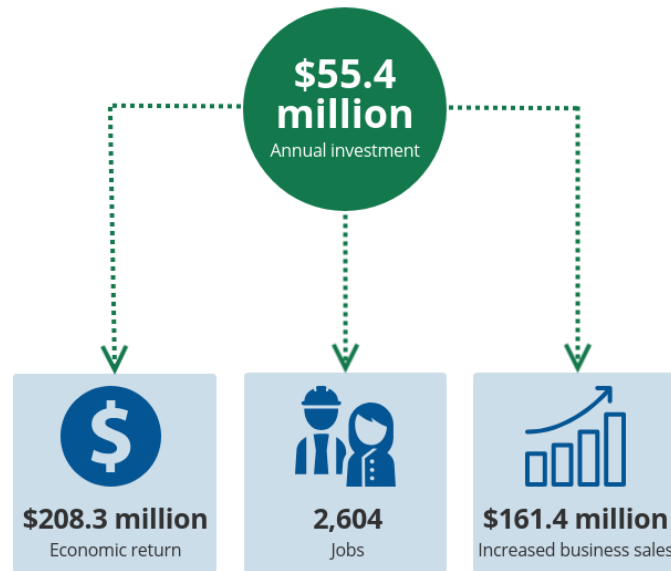 $55.4
million
Annual investment
$
$208.3 million
Economic return
2,604
Jobs
$161.4 million
Increased business sales